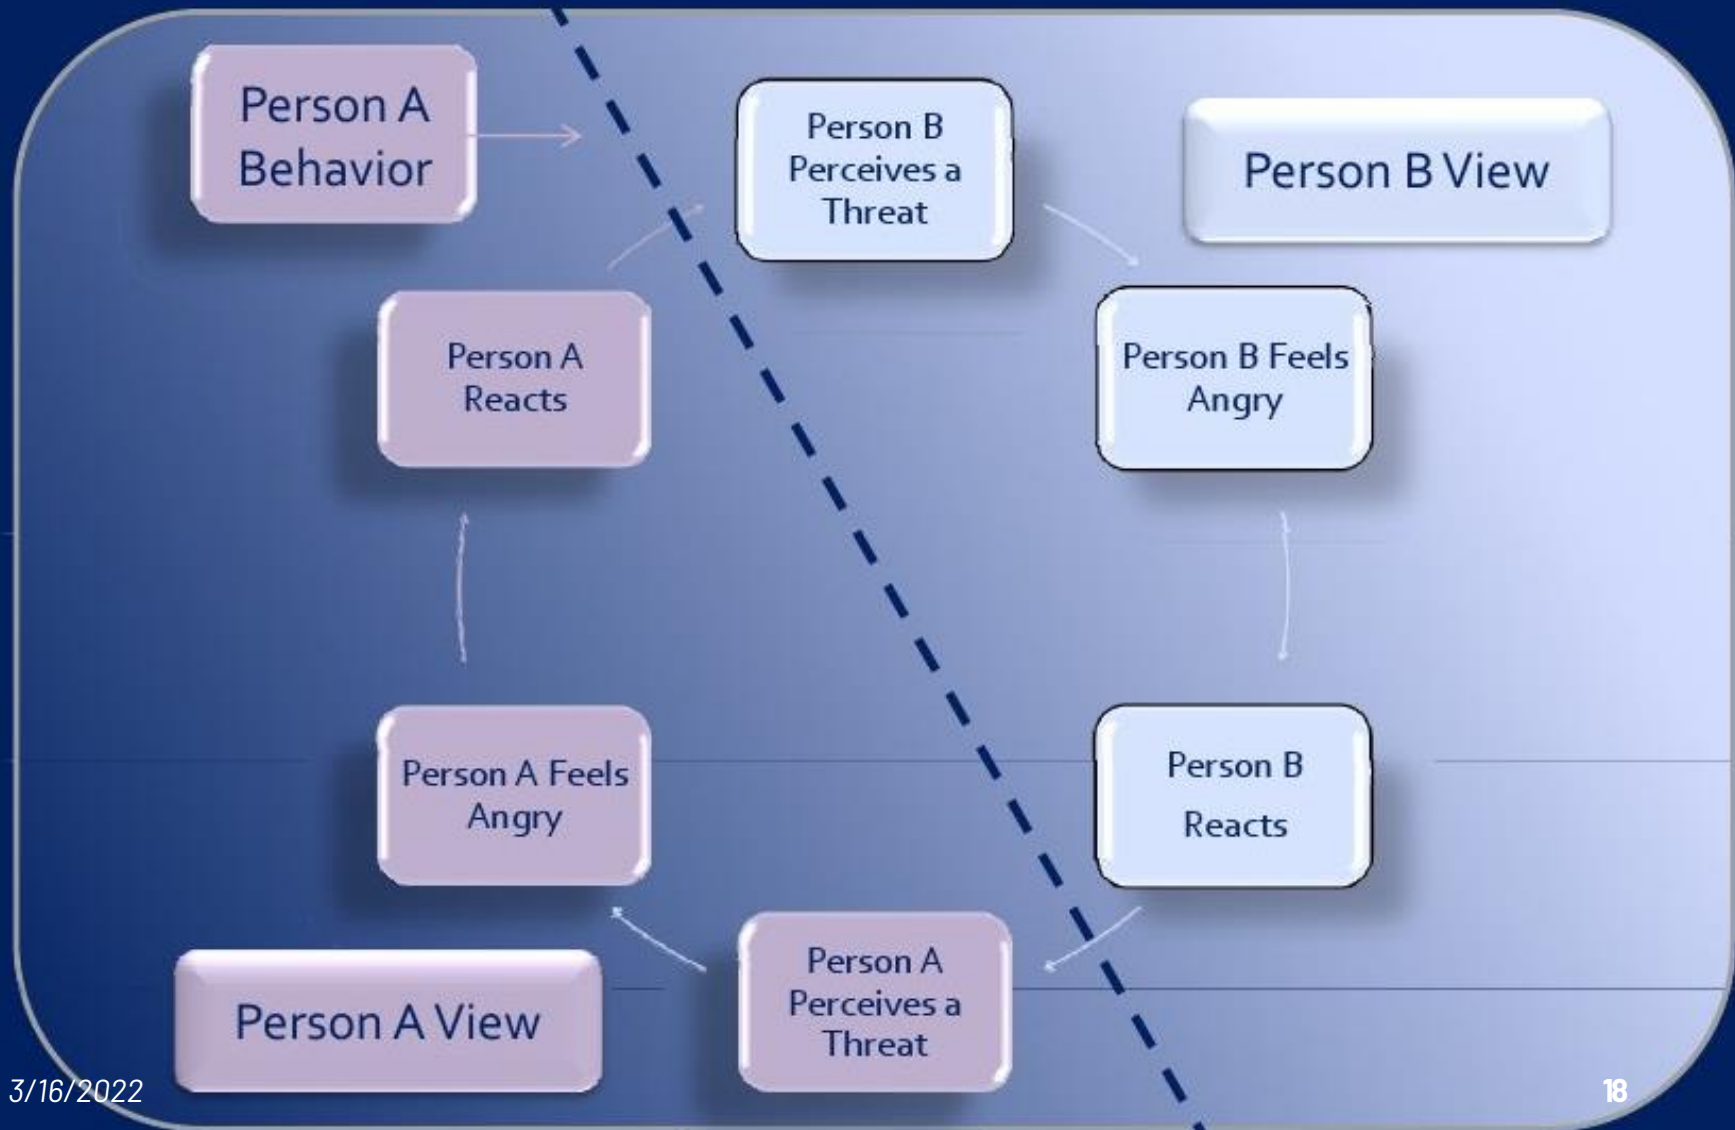 Person A
Behavior
Person B
Perceives a
Threat
Person B View
Person A
Reacts
Person B Feels
Angry
Person A Feels
Angry
Person B
Reacts
Person A
Perceives a
Threat
Person A View
3/16/2022
18